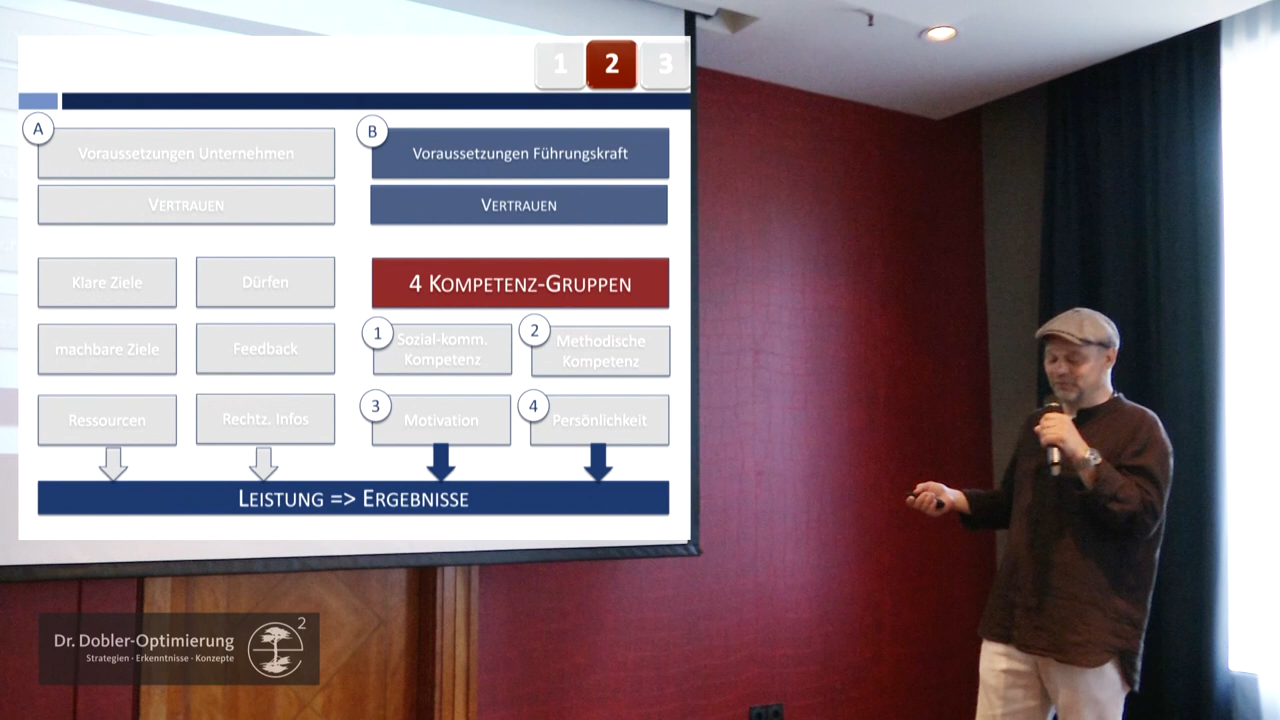 1
2
3
A
Voraussetzungen Unternehmen
VERTRAUEN
Klare Ziele
Dürfen
machbare Ziele
Feedback
Ressourcen
Rechtz. Infos
B
Voraussetzungen Führungskraft
VERTRAUEN
4 KOMPETENZ-GRUPPEN
1
Sozial-komm.
Kompetenz
2
Methodische
Kompetenz
3
Motivation
4
Persönlichkeit
LEISTUNG => ERGEBNISSE
Dr. Dobler-Optimierung
2
Strategien · Erkenntnisse · Konzepte